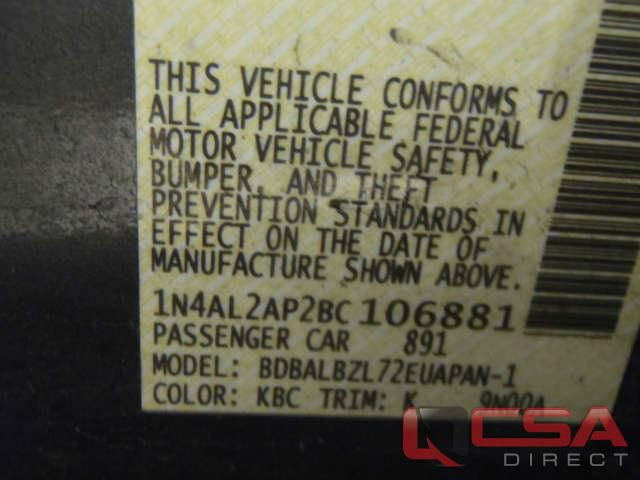 THIS VEHICLE CONFORMS TO
ALL APPLICABLE FEDERAL
MOTOR VEHICLE SAFETY,
BUMPER, AND THEFT
PREVENTION STANDARDS IN
EFFECT ON THE DATE OF
MANUFACTURE SHOWN ABOVE.
1N4AL2AP2BC106881
PASSENGER CAR 891
MODEL: BDBALBZL72EUAPAN-1
COLOR: KBC TRIM: K 9N00A
CSA
DIRECT